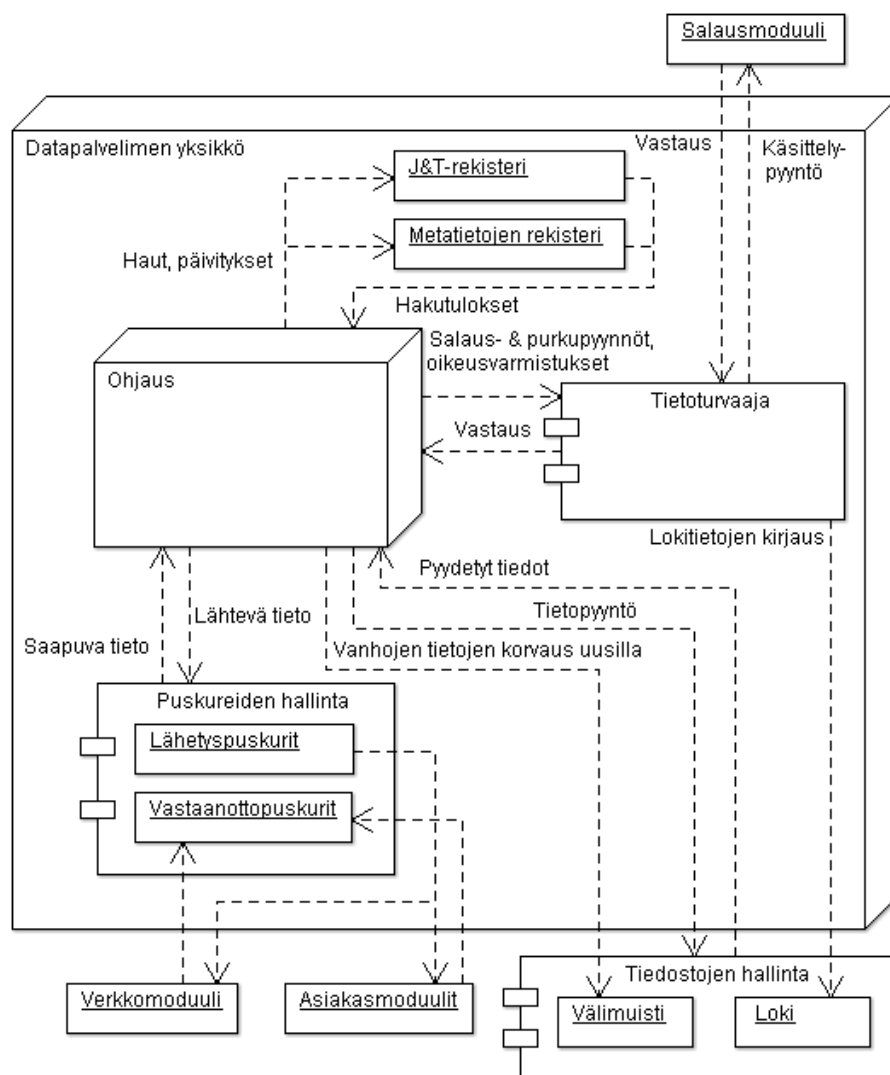 Salausmoduuli
Datapalvelimen yksikkö
Vastaus
Käsittely-
pyyntö
J&T-rekisteri
Metatietojen rekisteri
Haut, päivitykset
Hakutulokset
Ohjaus
Salaus- & purkupyynnöt,
oikeusvarmistukset
Tietoturvaaja
Vastaus
Lokitietojen kirjaus
Pyydetyt tiedot
Lähtevä tieto
Tietopyyntö
Saapuva tieto
Vanhojen tietojen korvaus uusilla
Puskureiden hallinta
Lähetyspuskurit
Vastaanottopuskurit
Tiedostojen hallinta
Verkkomoduuli
Asiakasmoduulit
Välimuisti
Loki